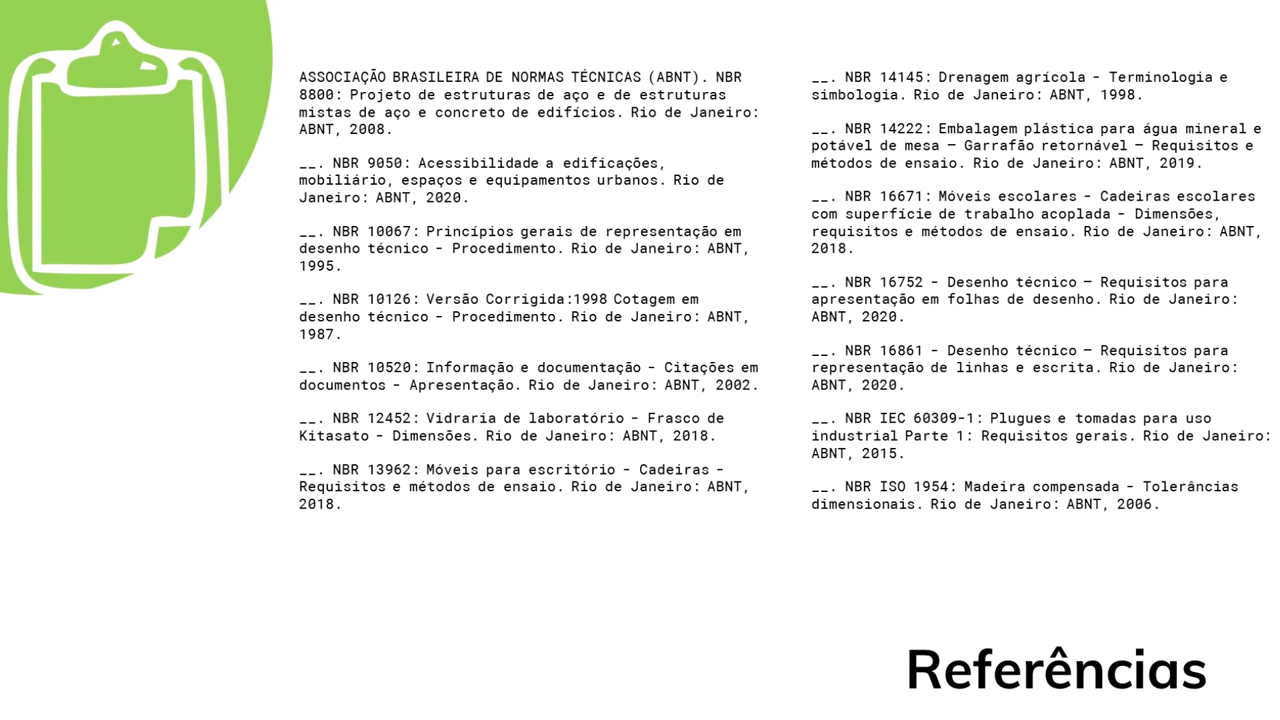 ASSOCIAÇÃO BRASILEIRA DE NORMAS TÉCNICAS (ABNT). NBR
8800: Projeto de estruturas de aço e de estruturas
mistas de aço e concreto de edifícios. Rio de Janeiro:
ABNT, 2008.
__. NBR 9050: Acessibilidade a edificações,
mobiliário, espaços e equipamentos urbanos. Rio de
Janeiro: ABNT, 2020.
__. NBR 10067: Princípios gerais de representação em
desenho técnico - Procedimento. Rio de Janeiro: ABNT,
1995.
__. NBR 10126: Versão Corrigida:1998 Cotagem em
desenho técnico - Procedimento. Rio de Janeiro: ABNT,
1987.
__. NBR 10520: Informação e documentação - Citações em
documentos - Apresentação. Rio de Janeiro: ABNT, 2002.
__. NBR 12452: Vidraria de laboratório - Frasco de
Kitasato - Dimensões. Rio de Janeiro: ABNT, 2018.
__. NBR 13962: Móveis para escritório - Cadeiras -
Requisitos e métodos de ensaio. Rio de Janeiro: ABNT,
2018.
__. NBR 14145: Drenagem agrícola - Terminologia e
simbologia. Rio de Janeiro: ABNT, 1998.
__. NBR 14222: Embalagem plástica para água mineral e
potável de mesa — Garrafão retornável — Requisitos e
métodos de ensaio. Rio de Janeiro: ABNT, 2019.
__. NBR 16671: Móveis escolares - Cadeiras escolares
com superfície de trabalho acoplada - Dimensões,
requisitos e métodos de ensaio. Rio de Janeiro: ABNT,
2018.
__. NBR 16752 - Desenho técnico — Requisitos para
apresentação em folhas de desenho. Rio de Janeiro:
ABNT, 2020.
__. NBR 16861 - Desenho técnico — Requisitos para
representação de linhas e escrita. Rio de Janeiro:
ABNT, 2020.
__. NBR IEC 60309-1: Plugues e tomadas para uso
industrial Parte 1: Requisitos gerais. Rio de Janeiro:
ABNT, 2015.
__. NBR ISO 1954: Madeira compensada - Tolerâncias
dimensionais. Rio de Janeiro: ABNT, 2006.
Referências